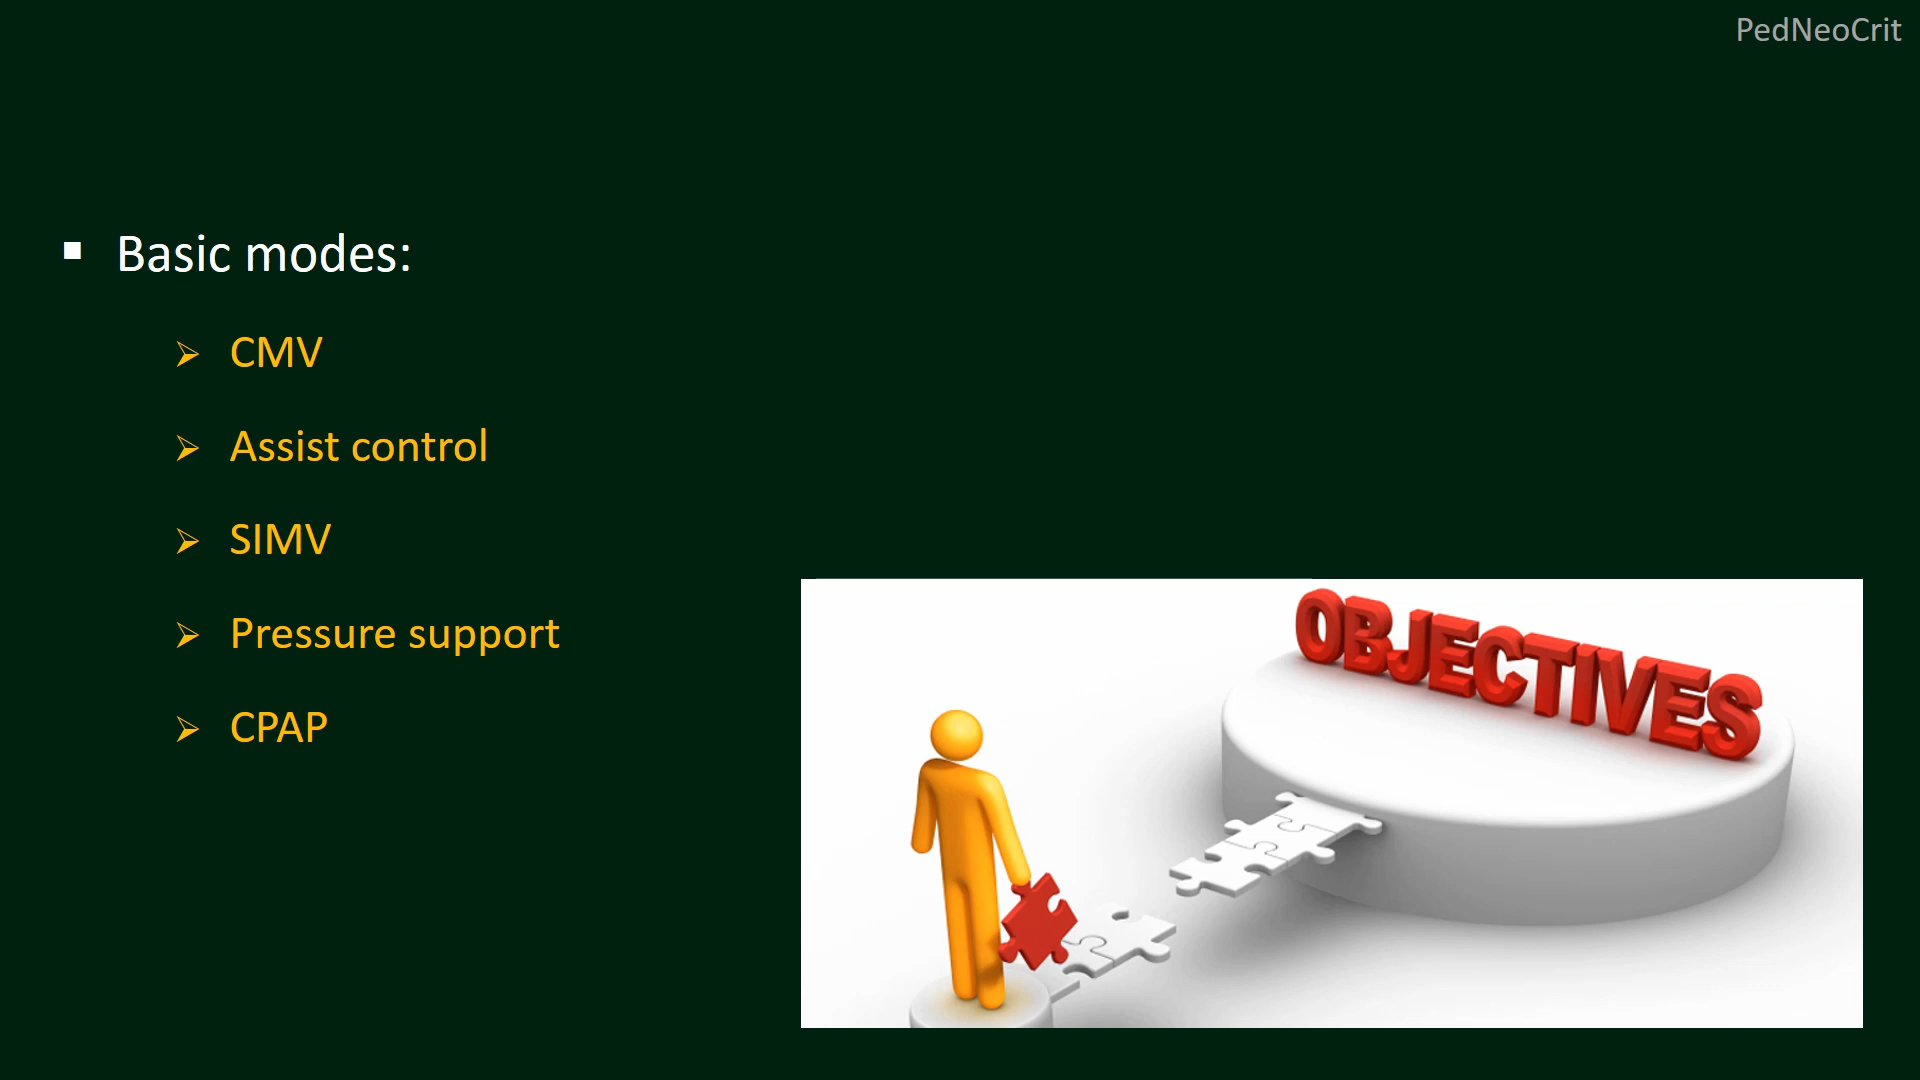 PedNeoCrit
▪ Basic modes:
➢ CMV
➢ Assist control
➢ SIMV
➢ Pressure support
➢ CPAP
OBJECTIVES